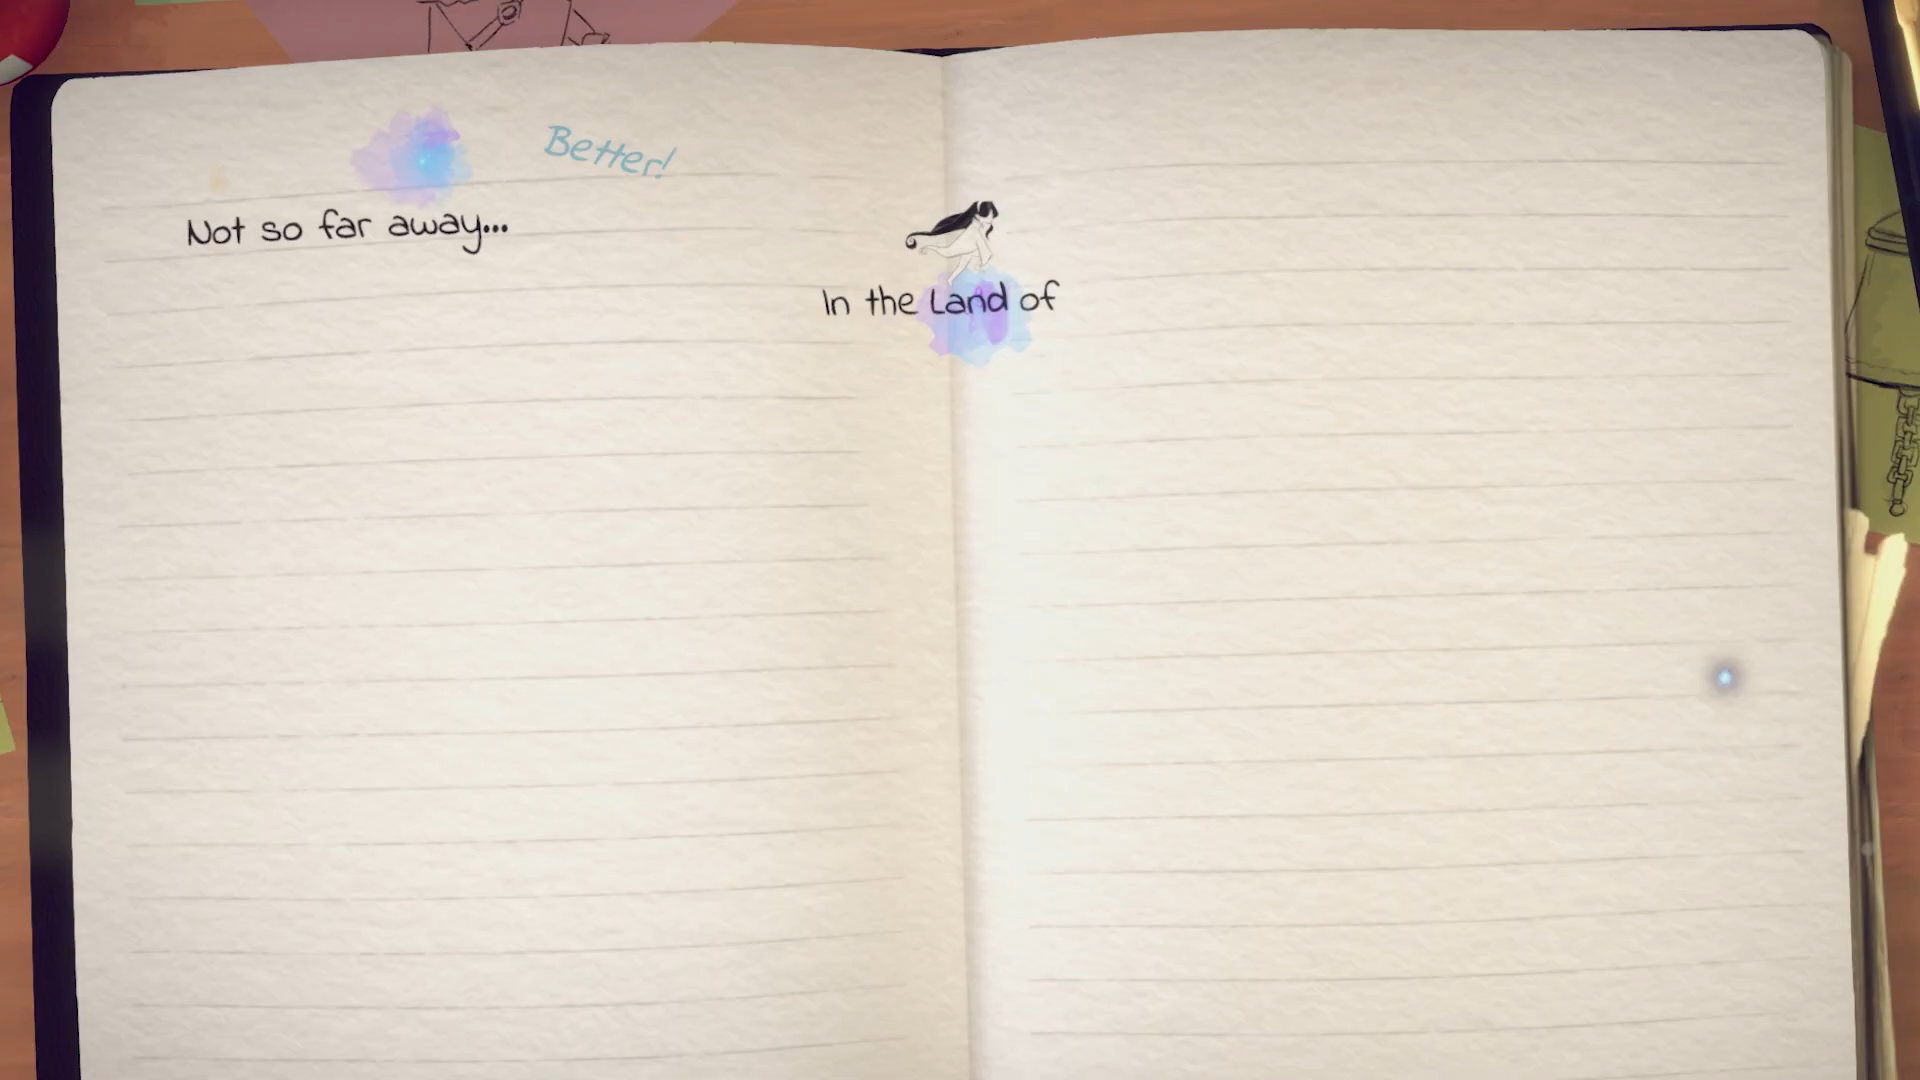 Better!
Not so far away...
In the Land of